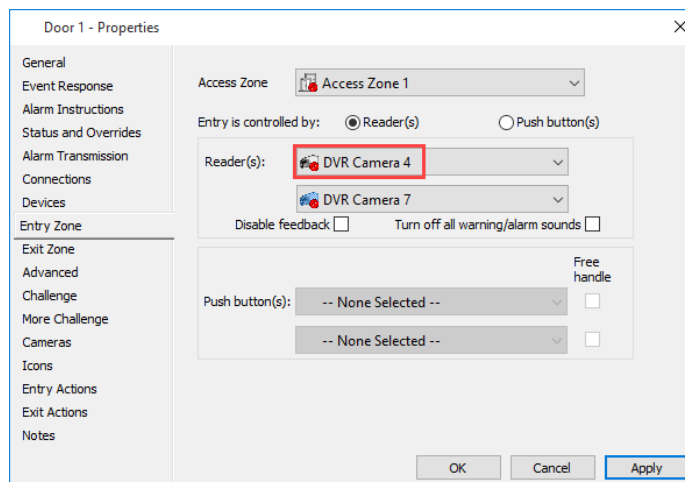 Door 1 - Properties
General
Event Response
Alarm Instructions
Status and Overrides
Alarm Transmission
Connections
Devices
Entry Zone
Exit Zone
Advanced
Challenge
More Challenge
Cameras
Icons
Entry Actions
Exit Actions
Notes
Access Zone
Access Zone 1
Entry is controlled by: Reader(s) Push button(s)
Reader(s): DVR Camera 4
DVR Camera 7
Disable feedback Turn off all warning/alarm sounds
Free
handle
Push button(s): -- None Selected --
-- None Selected --
OK Cancel Apply